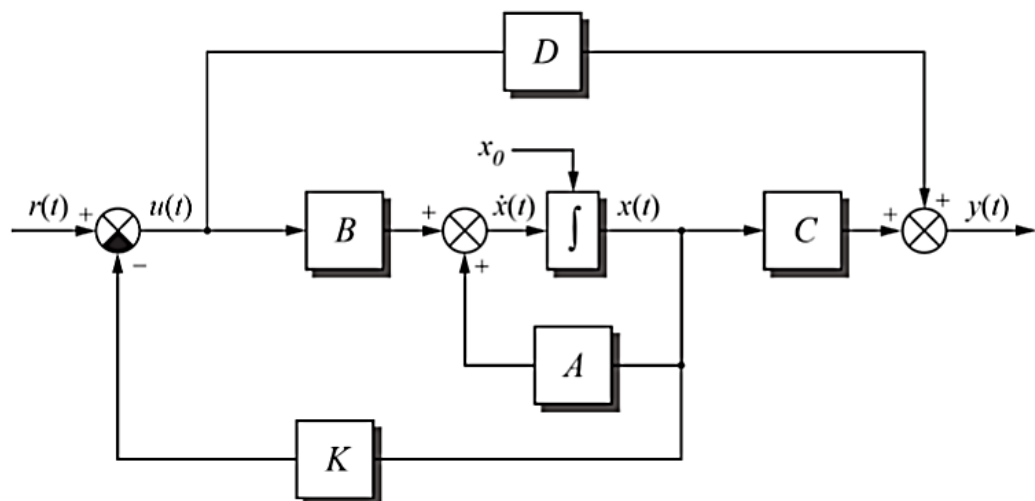 D
x₀
r(t) + u(t) B + ẋ(t) ∫ x(t) C + + y(t)
− +
A
K